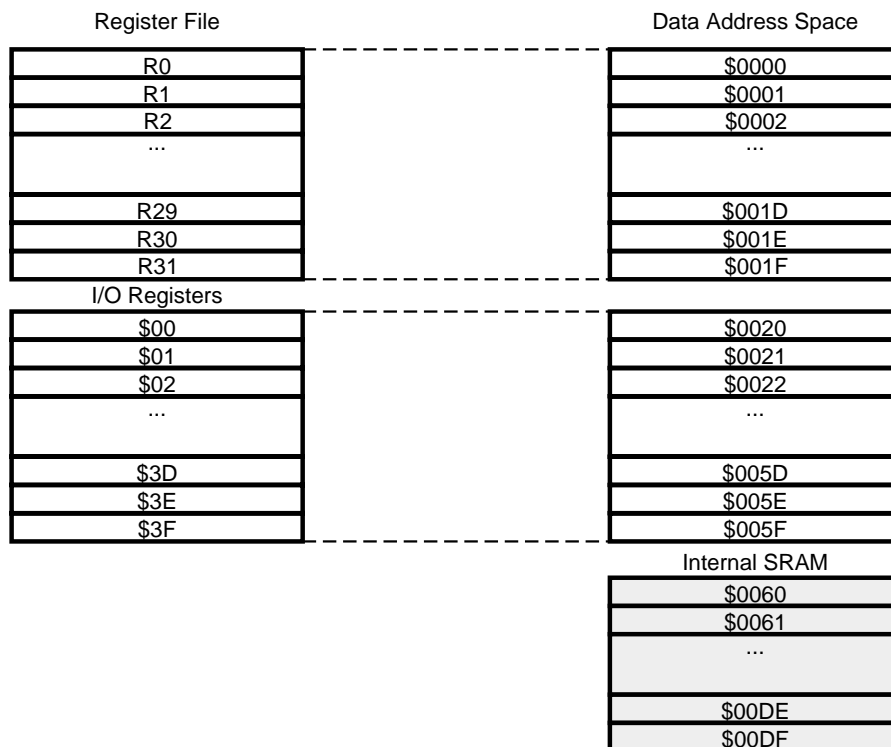 Register File Data Address Space
R0 $0000
R1 $0001
R2 $0002
... ...
R29 $001D
R30 $001E
R31 $001F
I/O Registers
$00 $0020
$01 $0021
$02 $0022
... ...
$3D $005D
$3E $005E
$3F $005F
Internal SRAM
$0060
$0061
...
$00DE
$00DF